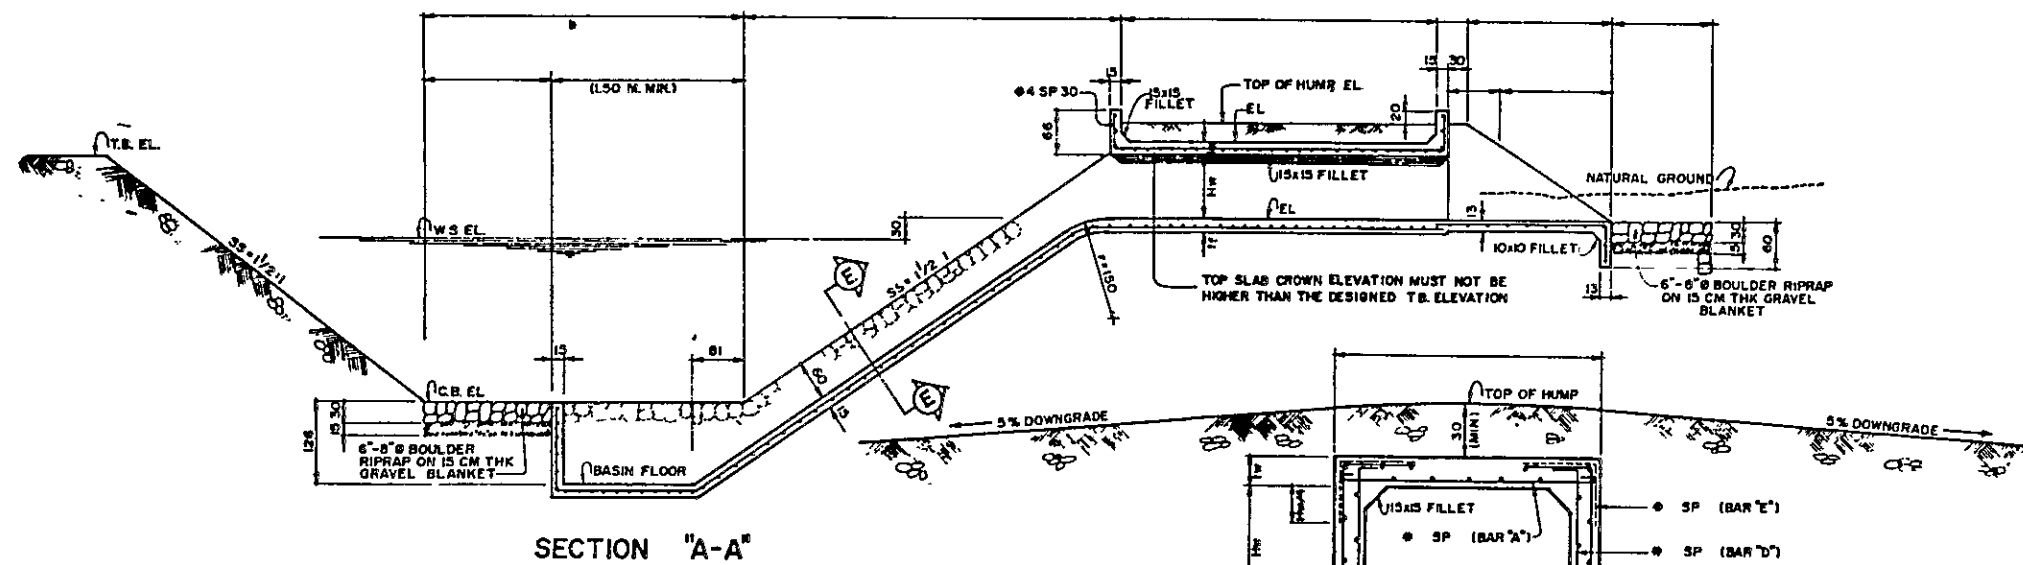 (1.50 M. MIN.)
15
15
30
#4 SP 30
15x15
FILLET
TOP OF HUMP EL.
EL
20
66
T.B. EL.
15x15 FILLET
NATURAL GROUND
Hw
W.S EL.
30
EL
13
SS = 1 1/2 : 1
SS = 1 1/2 : 1
E
r=150
10x10 FILLET
30
15
60
TOP SLAB CROWN ELEVATION MUST NOT BE
HIGHER THAN THE DESIGNED T.B. ELEVATION
13
6"-8"Ø BOULDER RIPRAP
ON 15 CM THK GRAVEL
BLANKET
15
81
60
13
E
C.B. EL
30
15
126
6"-8"Ø BOULDER
RIPRAP ON 15 CM THK
GRAVEL BLANKET
BASIN FLOOR
5% DOWNGRADE
TOP OF HUMP
30
(MIN)
5% DOWNGRADE
15x15 FILLET
Hw
SP (BAR "A")
SP (BAR "E")
SP (BAR "D")
SECTION "A-A"